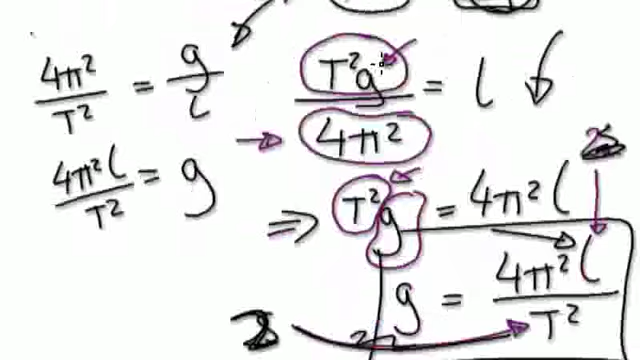 4π²/T² = g/l
4π²l/T² = g
T²g/4π² = l
⇒ T²g = 4π²l
g = 4π²l/T²